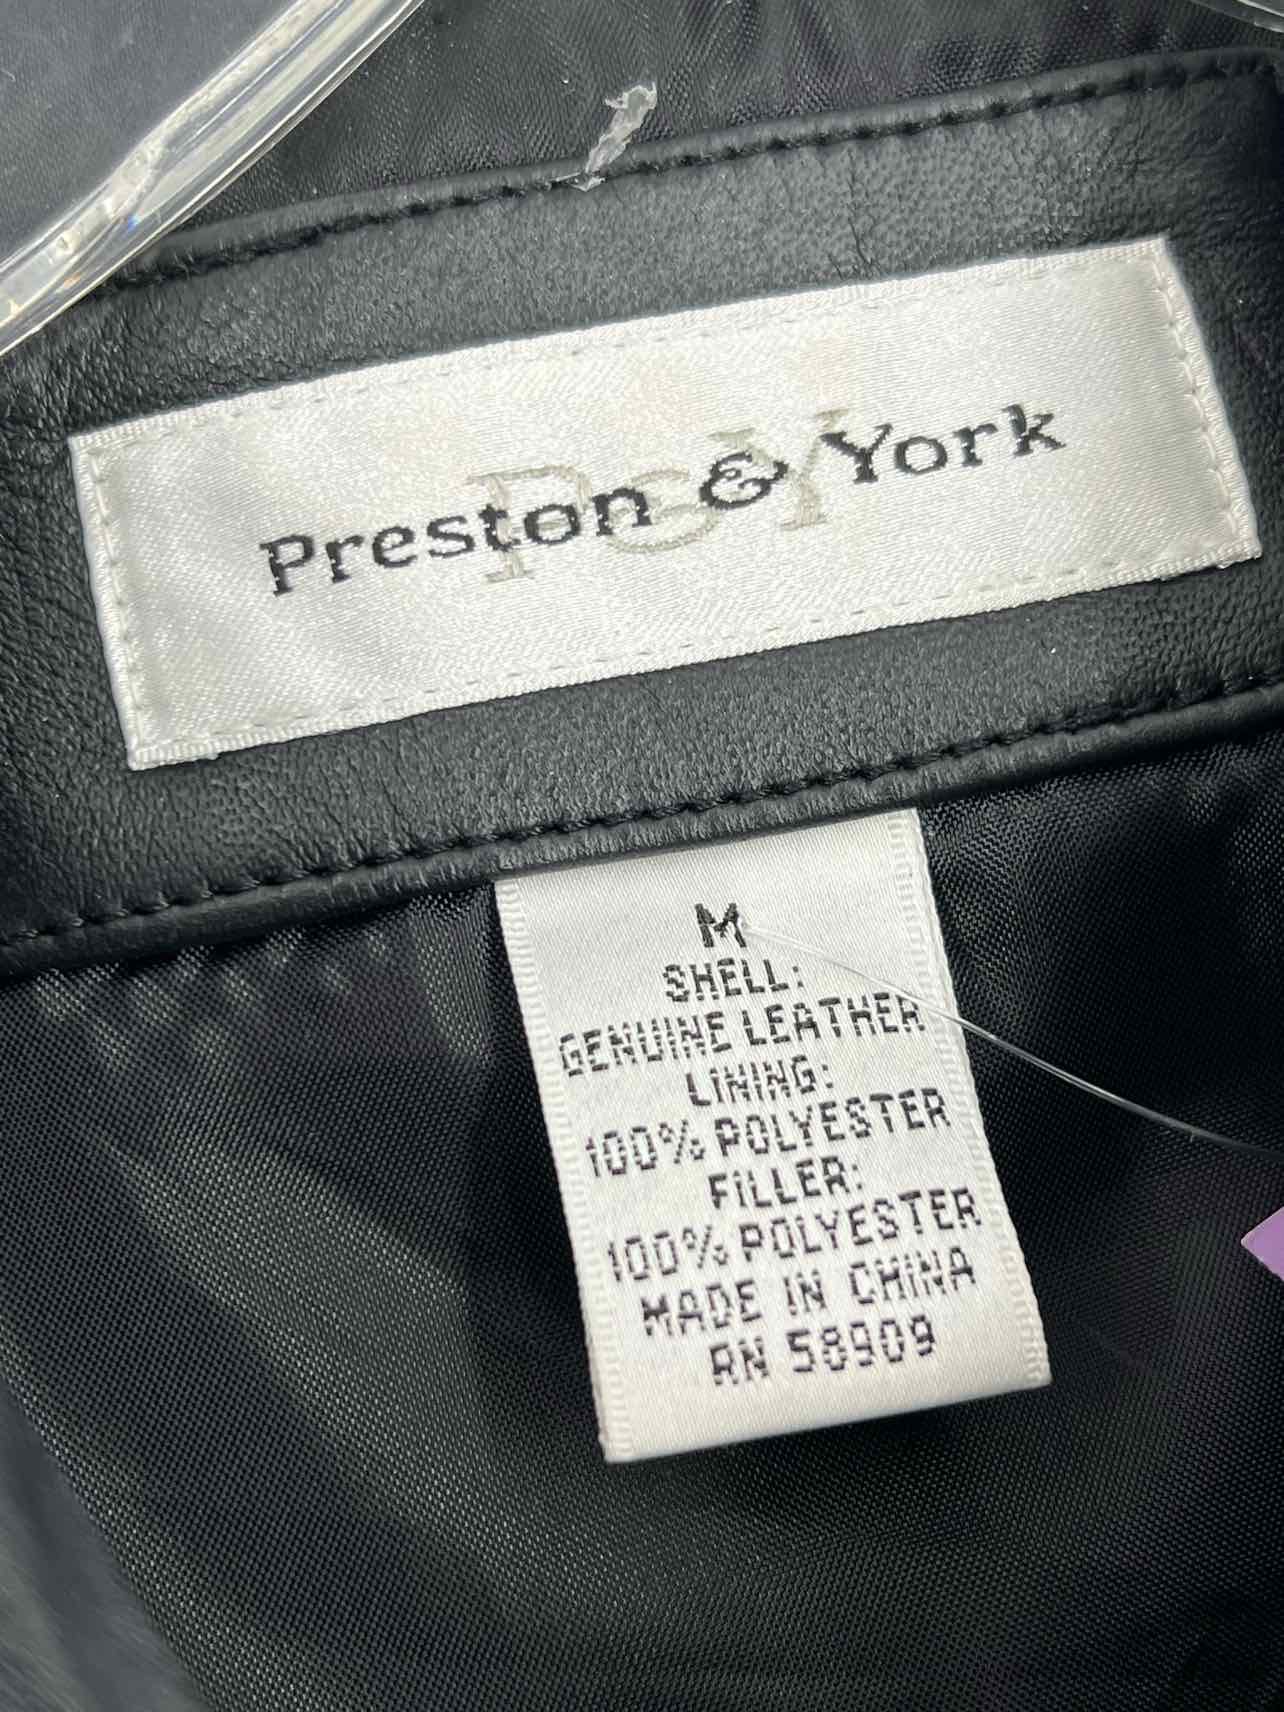 P&Y
Preston & York
M
SHELL:
GENUINE LEATHER
LINING:
100% POLYESTER
FILLER:
100% POLYESTER
MADE IN CHINA
RN 58909